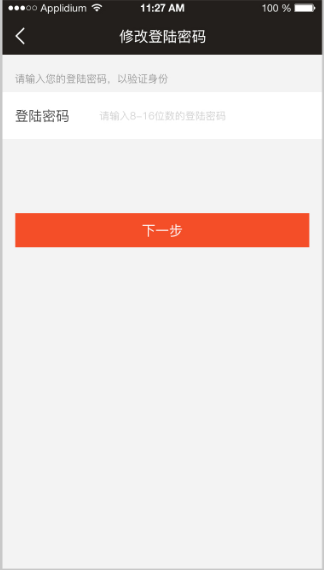 Applidium 11:27 AM 100 %
修改登陆密码
请输入您的登陆密码，以验证身份
登陆密码 请输入8-16位数的登陆密码
下一步